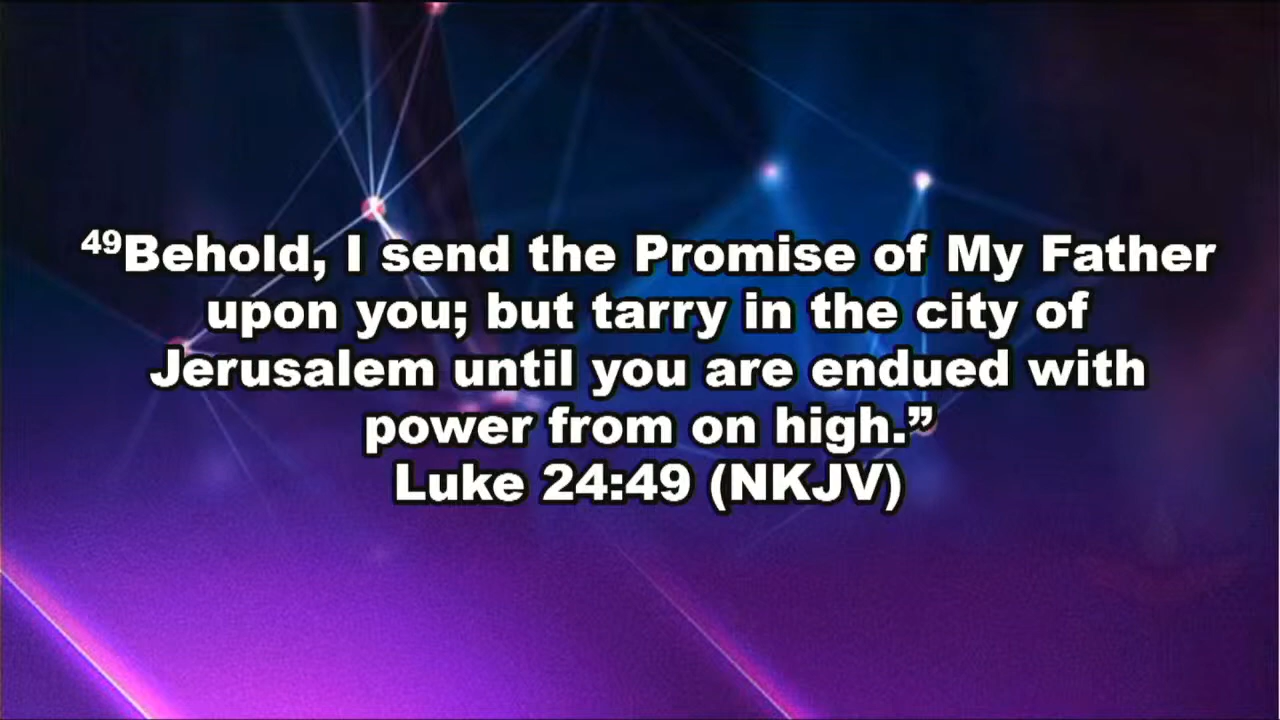 ⁴⁹Behold, I send the Promise of My Father
upon you; but tarry in the city of
Jerusalem until you are endued with
power from on high.”
Luke 24:49 (NKJV)